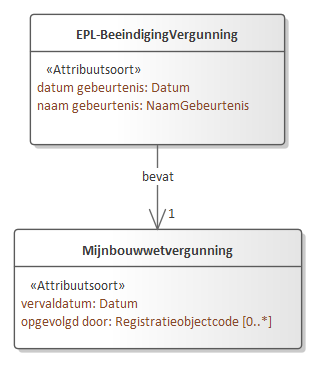 EPL-BeeindigingVergunning
«Attribuutsoort»
datum gebeurtenis: Datum
naam gebeurtenis: NaamGebeurtenis
bevat
1
Mijnbouwwetvergunning
«Attribuutsoort»
vervaldatum: Datum
opgevolgd door: Registratieobjectcode [0..*]